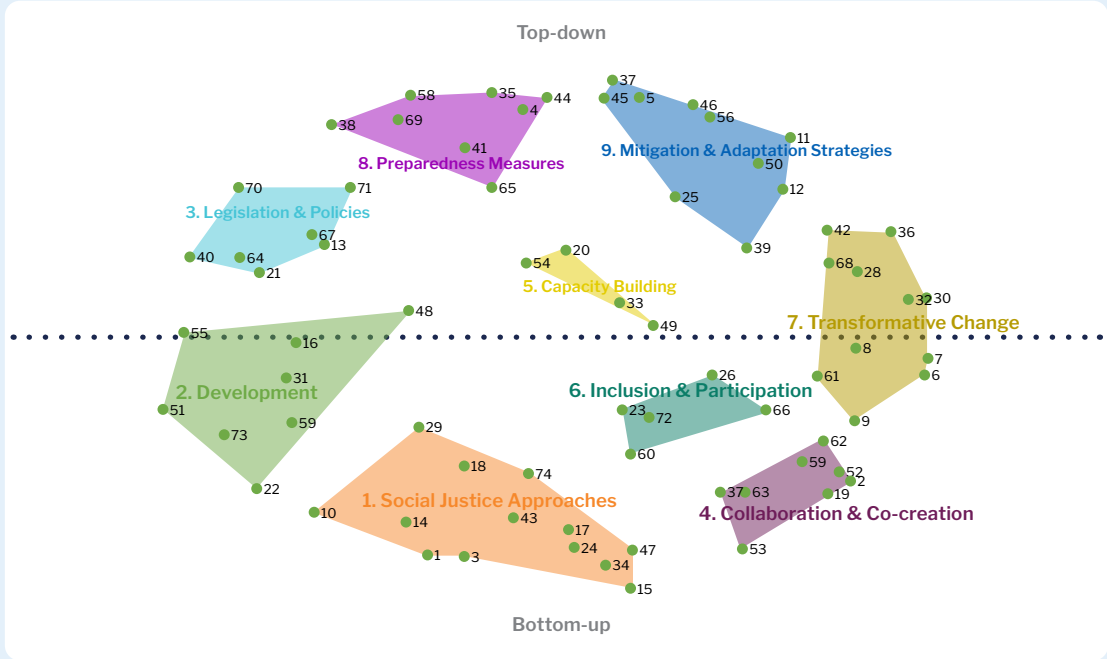 Top-down
37
58 35 44 45 5 46
4 56
38 69
11
41
8. Preparedness Measures
9. Mitigation & Adaptation Strategies
50
70 71 65 12
25
3. Legislation & Policies
42 36
67
13
39
20
40 64 54 68
21 28
5. Capacity Building
32 30
33
48
7. Transformative Change
49
55
16
8
7
31 26 61 6
2. Development
6. Inclusion & Participation
51 23 66
72
59 9
29
73
62
60
59
18
74 52
2
22
37 63 19
1. Social Justice Approaches
10
4. Collaboration & Co-creation
14 43
17
24 47 53
1 3
34
15
Bottom-up